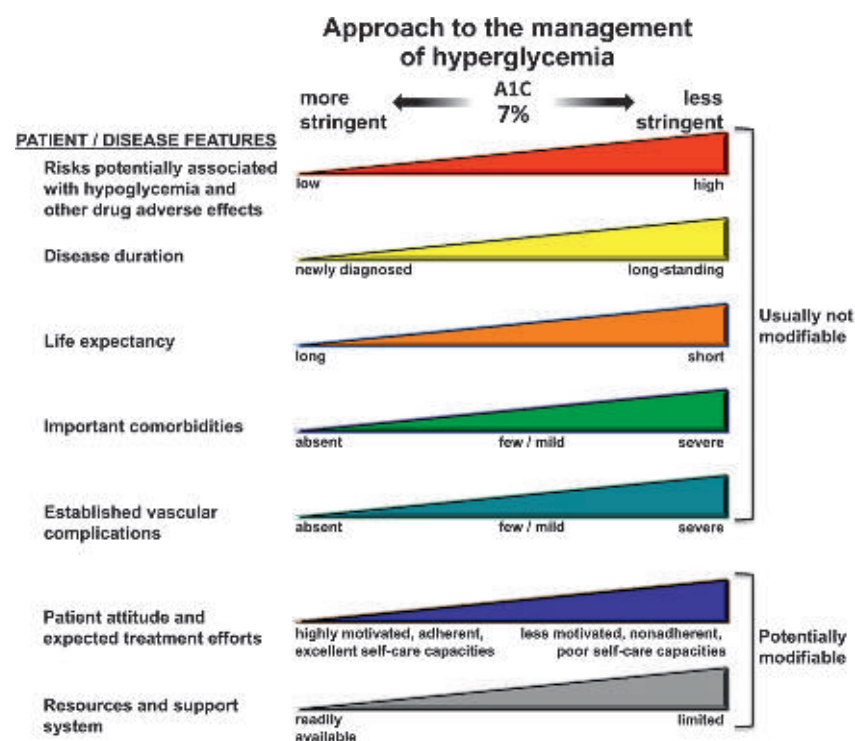 Approach to the management
of hyperglycemia
more
stringent
A1C
7%
less
stringent
PATIENT / DISEASE FEATURES
Risks potentially associated
with hypoglycemia and
other drug adverse effects
low
high
Disease duration
newly diagnosed
long-standing
Life expectancy
long
short
Important comorbidities
absent
few / mild
severe
Established vascular
complications
absent
few / mild
severe
Usually not
modifiable
Patient attitude and
expected treatment efforts
highly motivated, adherent,
excellent self-care capacities
less motivated, nonadherent,
poor self-care capacities
Resources and support
system
readily
available
limited
Potentially
modifiable